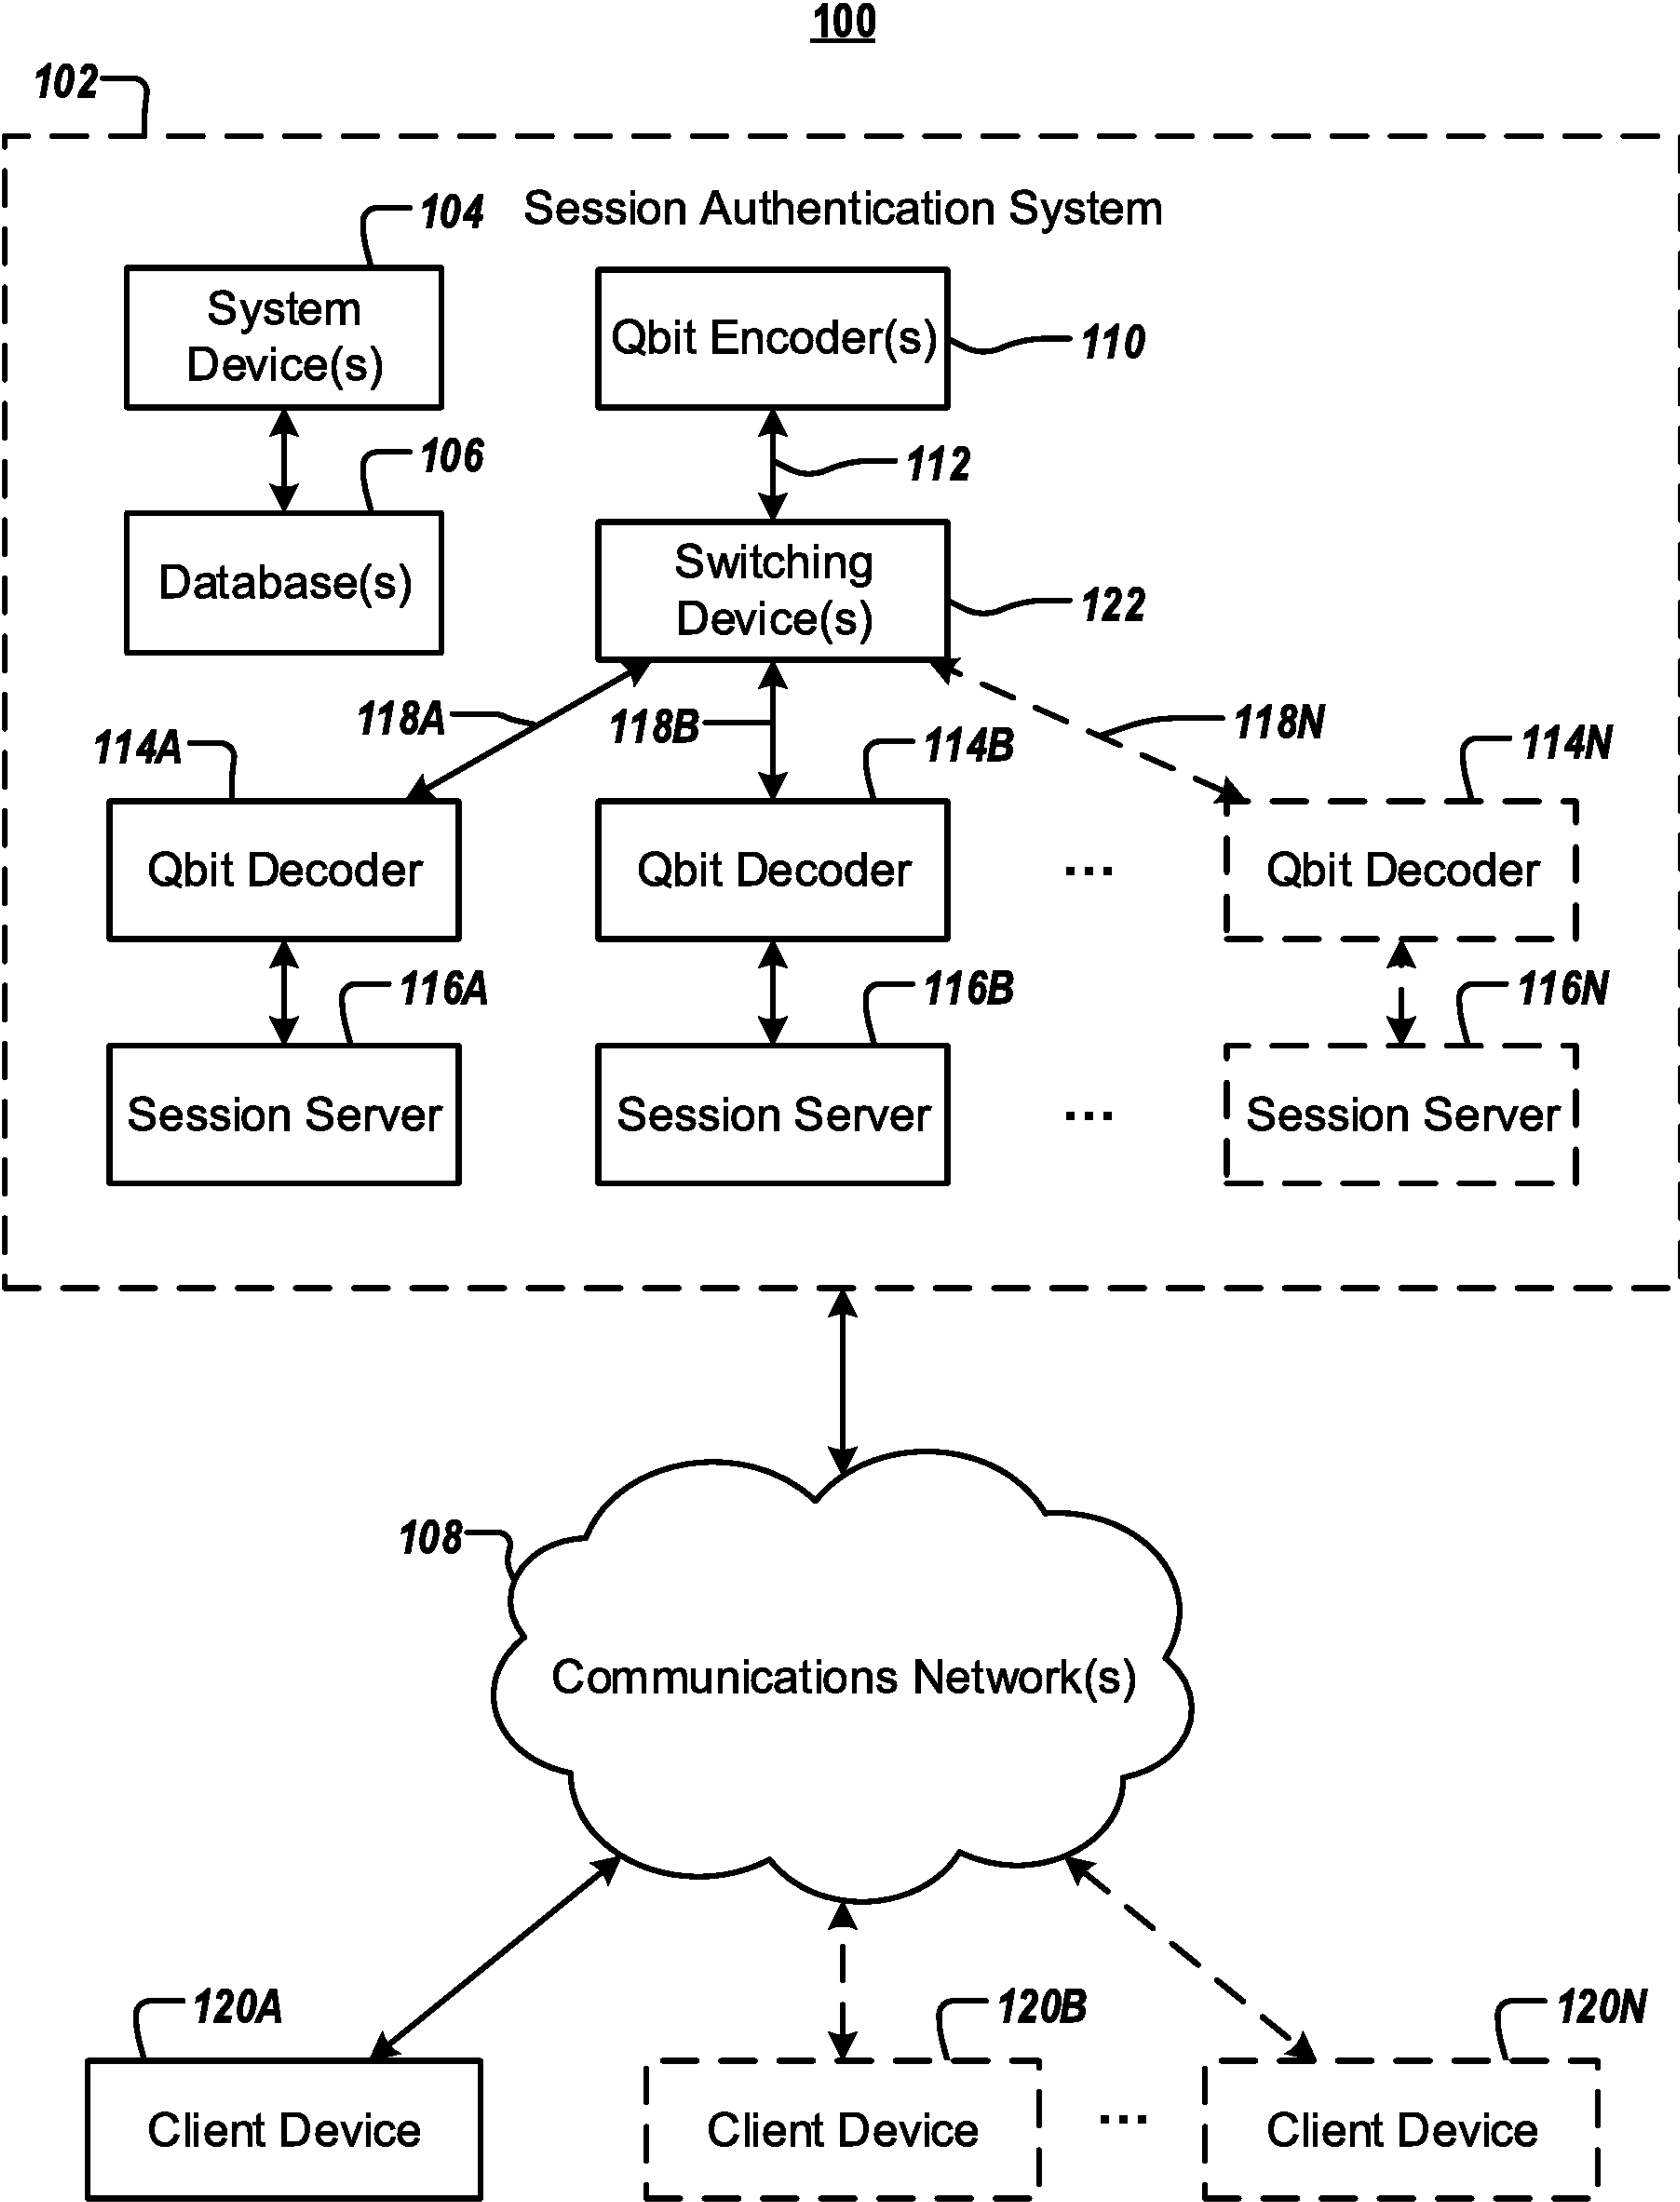 100
102
104
Session Authentication System
System
Device(s)
Qbit Encoder(s)
110
106
112
Database(s)
Switching
Device(s)
122
118A
118B
118N
114A
114B
114N
Qbit Decoder
Qbit Decoder
...
Qbit Decoder
116A
116B
116N
Session Server
Session Server
...
Session Server
108
Communications Network(s)
120A
120B
120N
Client Device
Client Device
...
Client Device